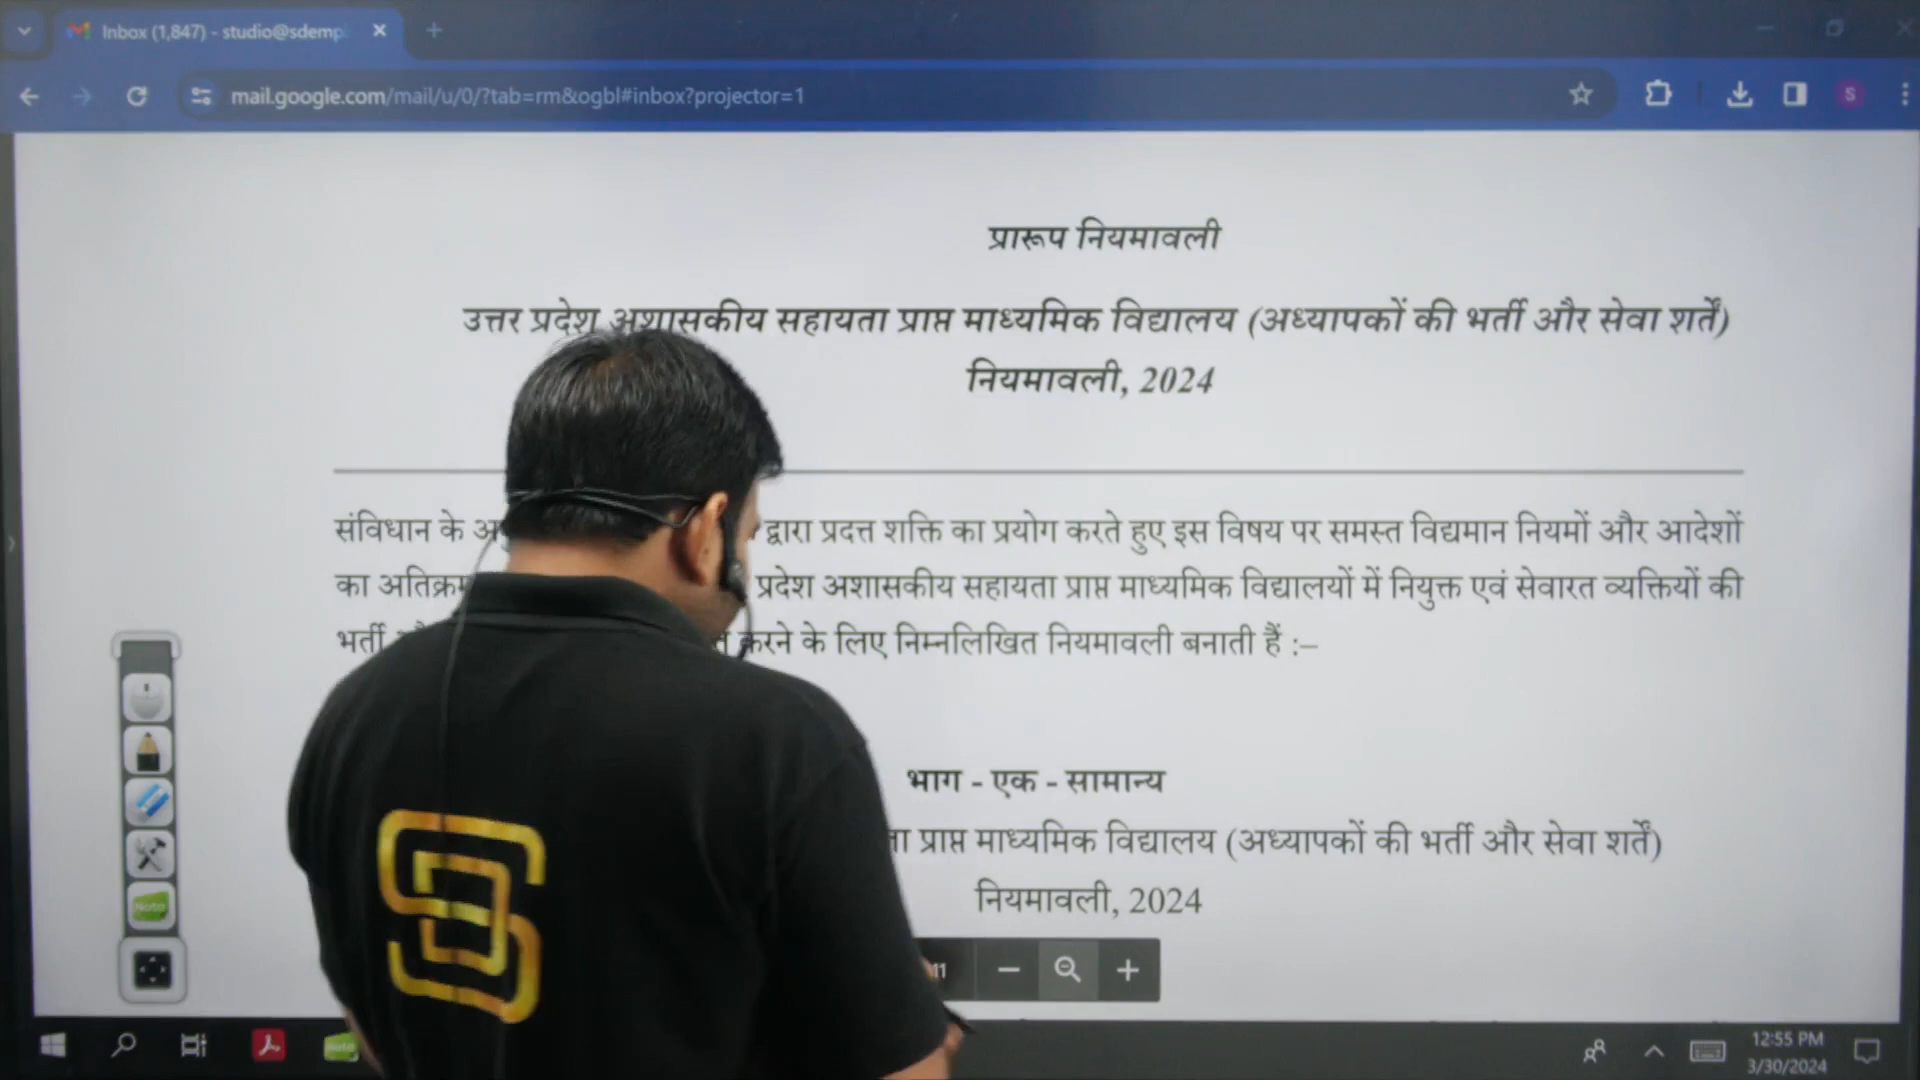 Inbox (1,847) - studio@sdemp
mail.google.com/mail/u/0/?tab=rm&ogbl#inbox?projector=1
S
प्रारूप नियमावली
उत्तर प्रदेश अशासकीय सहायता प्राप्त माध्यमिक विद्यालय (अध्यापकों की भर्ती और सेवा शर्तें)
नियमावली, 2024
संविधान के द्वारा प्रदत्त शक्ति का प्रयोग करते हुए इस विषय पर समस्त विद्यमान नियमों और आदेशों
का प्रदेश अशासकीय सहायता प्राप्त माध्यमिक विद्यालयों में नियुक्त एवं सेवारत व्यक्तियों की
भर्ती करने के लिए निम्नलिखित नियमावली बनाती हैं :–
भाग - एक - सामान्य
प्राप्त माध्यमिक विद्यालय (अध्यापकों की भर्ती और सेवा शर्तें)
नियमावली, 2024
Note
11
12:55 PM
3/30/2024